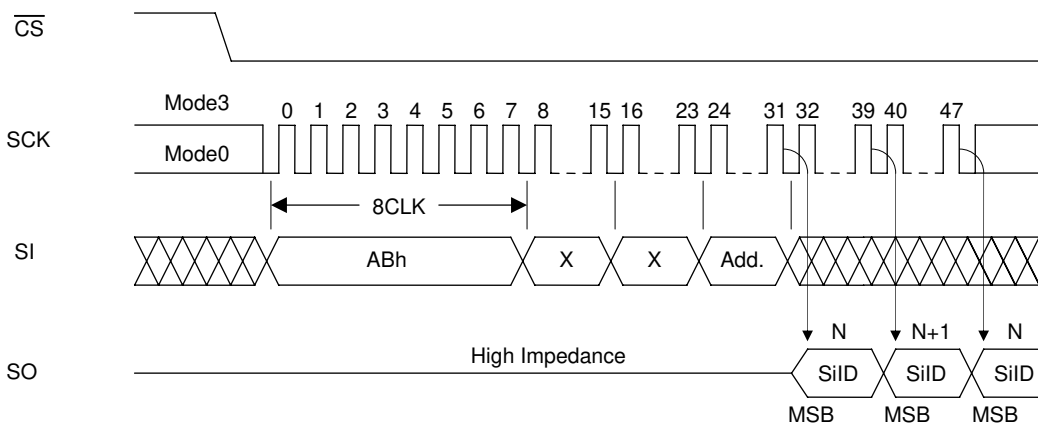 CS
Mode3
0 1 2 3 4 5 6 7 8 15 16 23 24 31 32 39 40 47
SCK
Mode0
8CLK
SI
ABh X X Add.
N N+1 N
High Impedance
SO
SiID SiID SiID
MSB MSB MSB